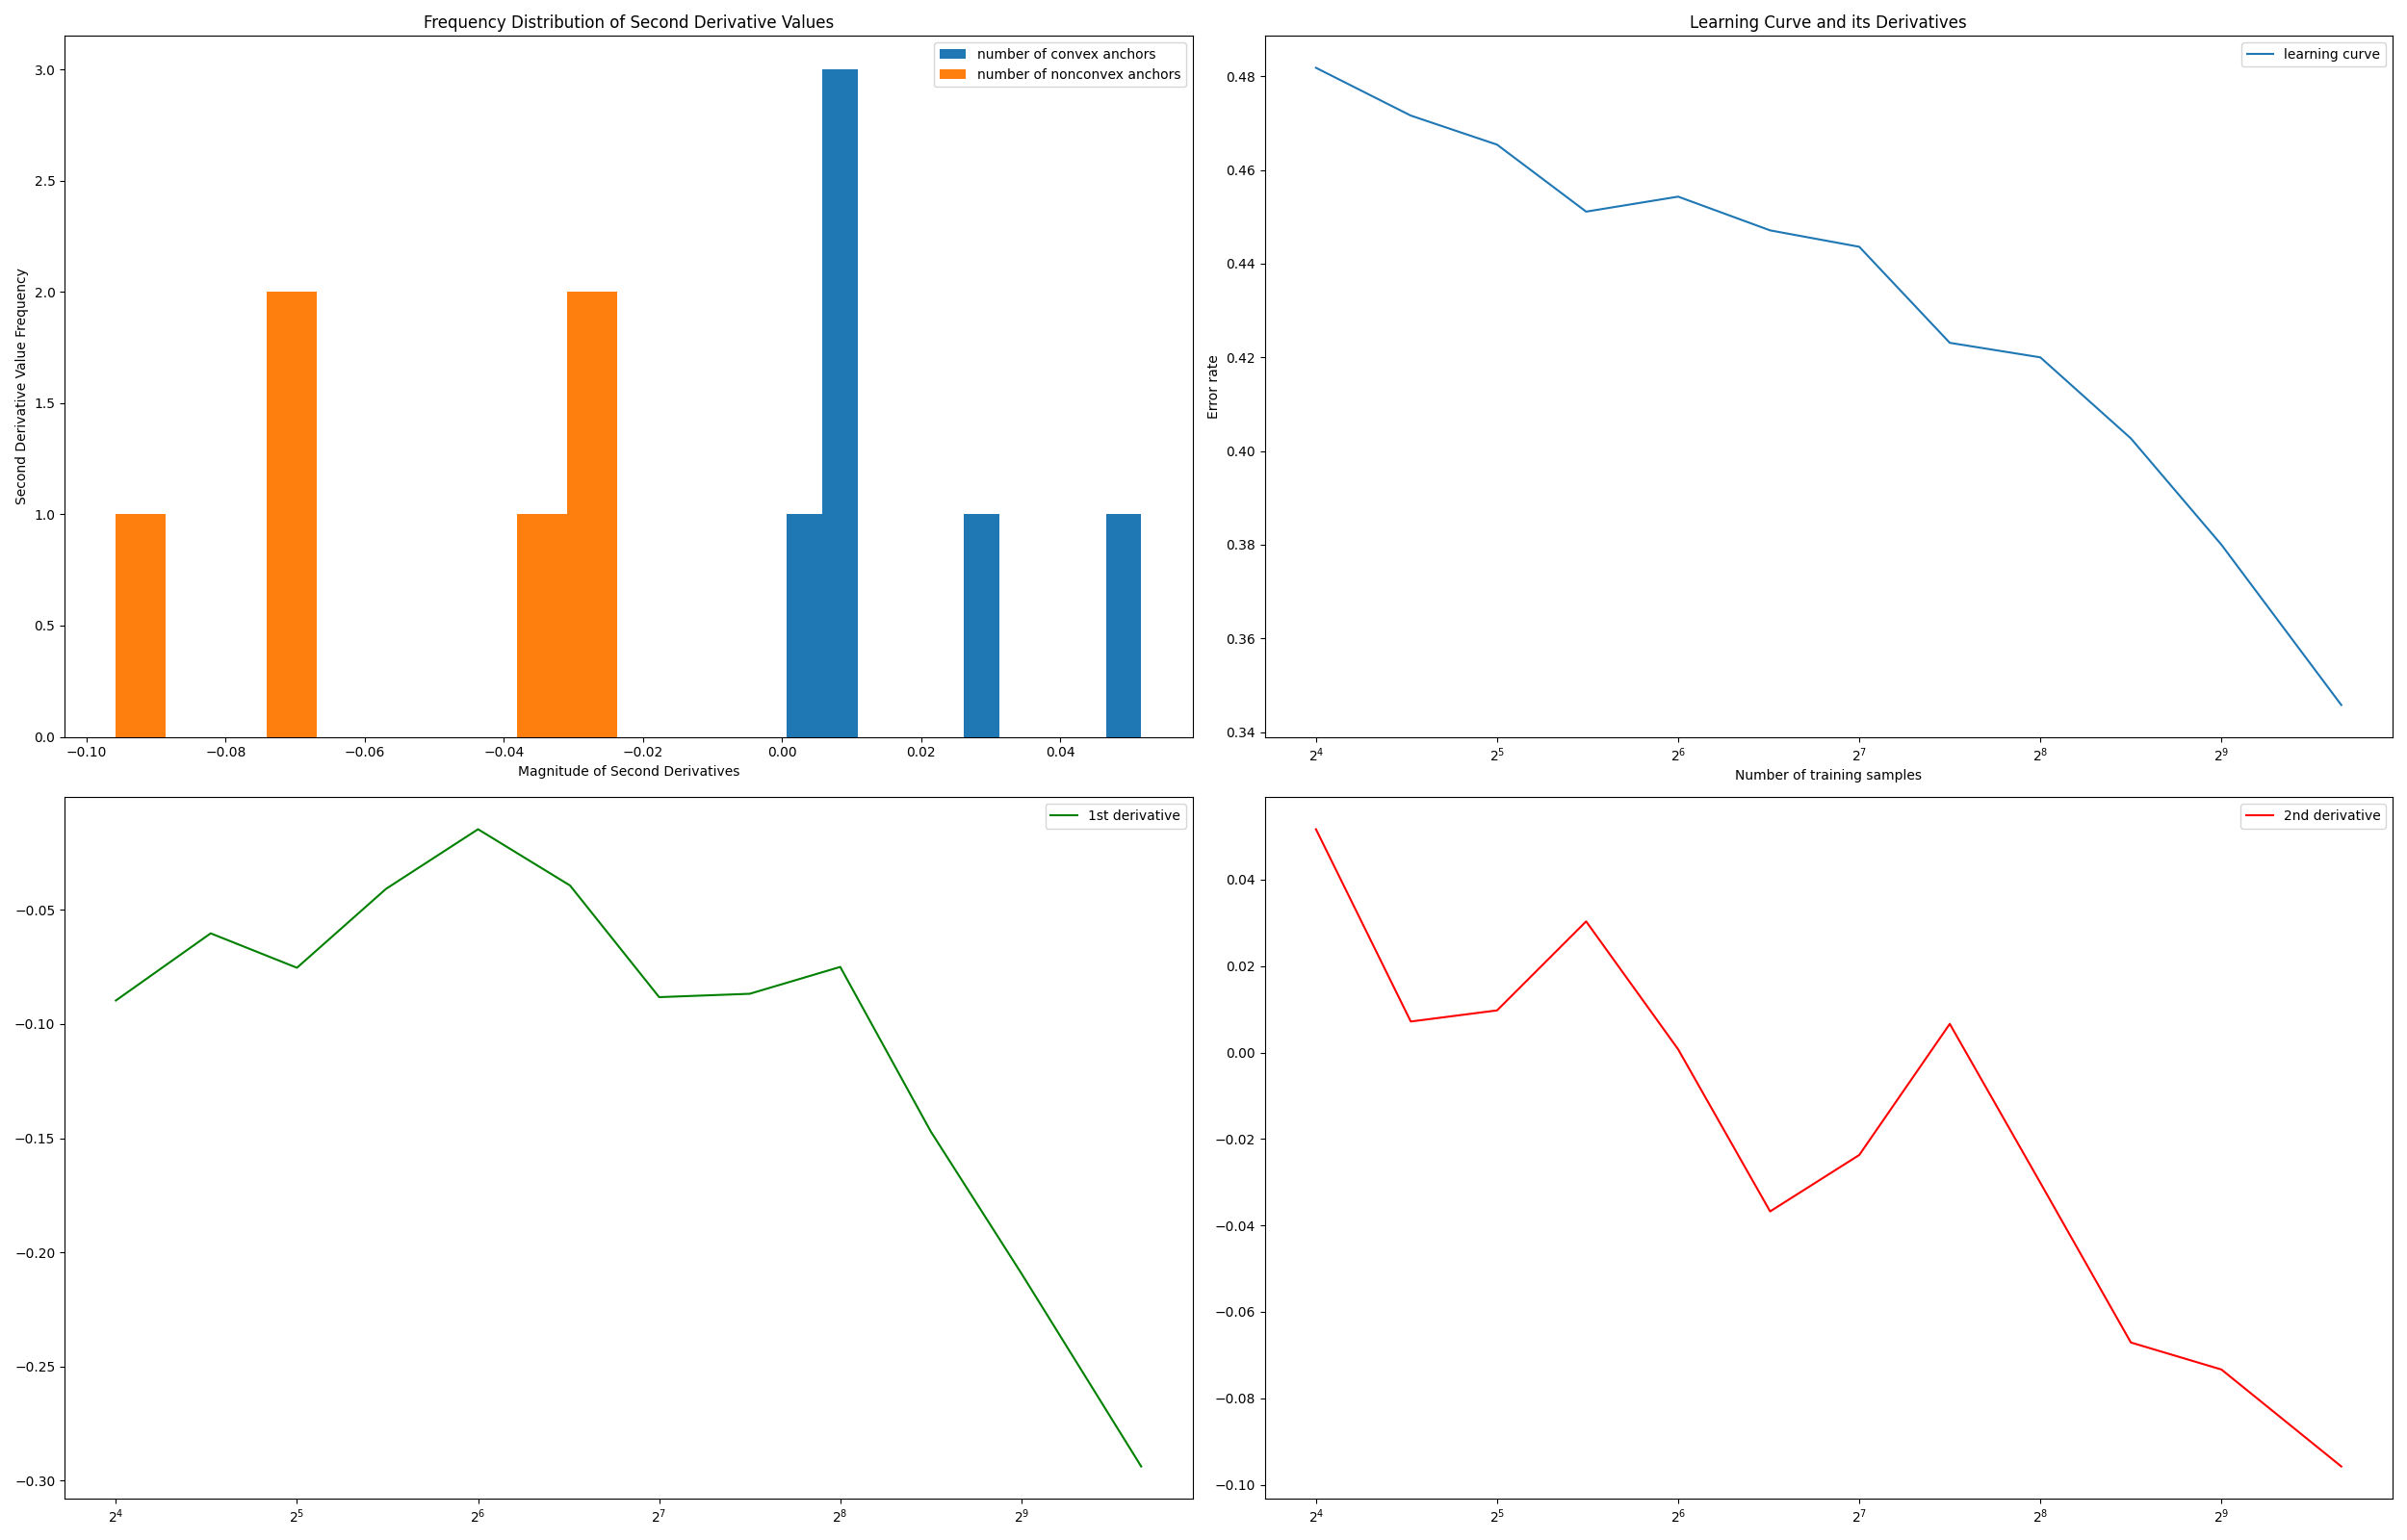 Frequency Distribution of Second Derivative Values
number of convex anchors
number of nonconvex anchors
Second Derivative Value Frequency
3.0
2.5
2.0
1.5
1.0
0.5
0.0
−0.10 −0.08 −0.06 −0.04 −0.02 0.00 0.02 0.04
Magnitude of Second Derivatives
Learning Curve and its Derivatives
learning curve
Error rate
0.48
0.46
0.44
0.42
0.40
0.38
0.36
0.34
2⁴ 2⁵ 2⁶ 2⁷ 2⁸ 2⁹
Number of training samples
1st derivative
−0.05
−0.10
−0.15
−0.20
−0.25
−0.30
2⁴ 2⁵ 2⁶ 2⁷ 2⁸ 2⁹
2nd derivative
0.04
0.02
0.00
−0.02
−0.04
−0.06
−0.08
−0.10
2⁴ 2⁵ 2⁶ 2⁷ 2⁸ 2⁹